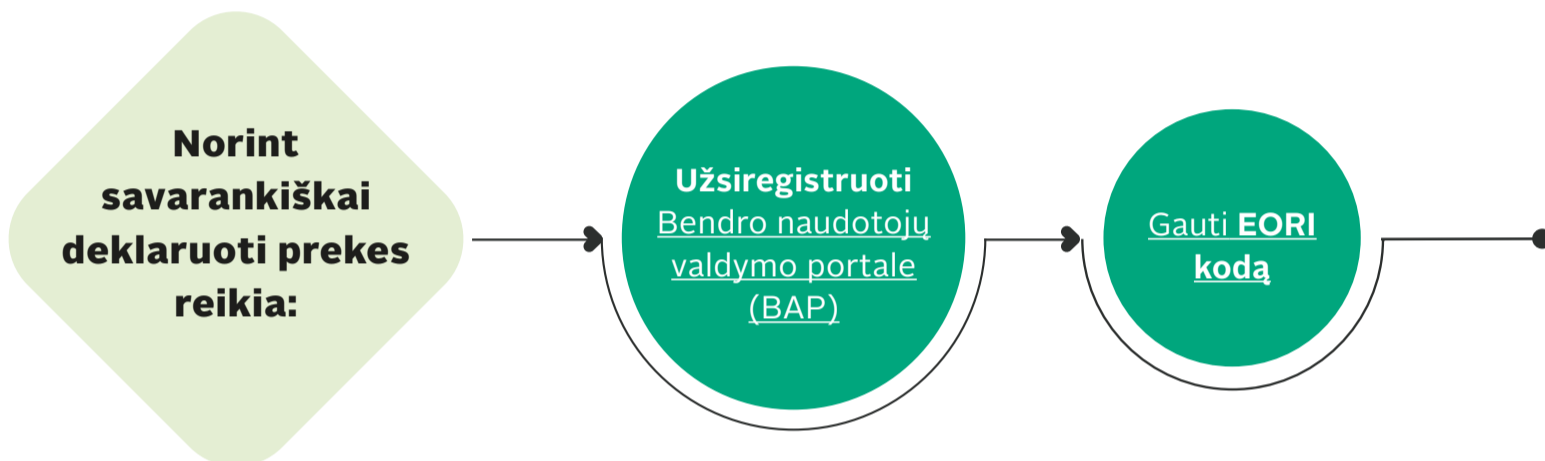 Norint
savarankiškai
deklaruoti prekes
reikia:
Užsiregistruoti
Bendro naudotojų
valdymo portale
(BAP)
Gauti EORI
kodą